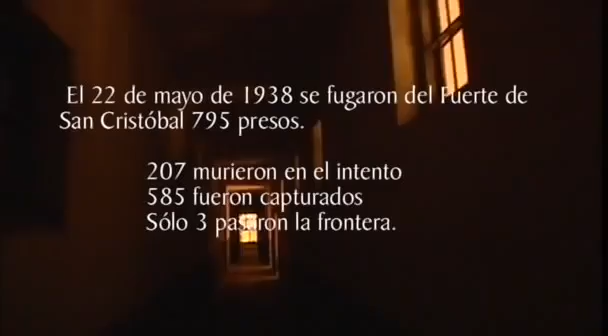 El 22 de mayo de 1938 se fugaron del Fuerte de
San Cristóbal 795 presos.
207 murieron en el intento
585 fueron capturados
Sólo 3 pasaron la frontera.